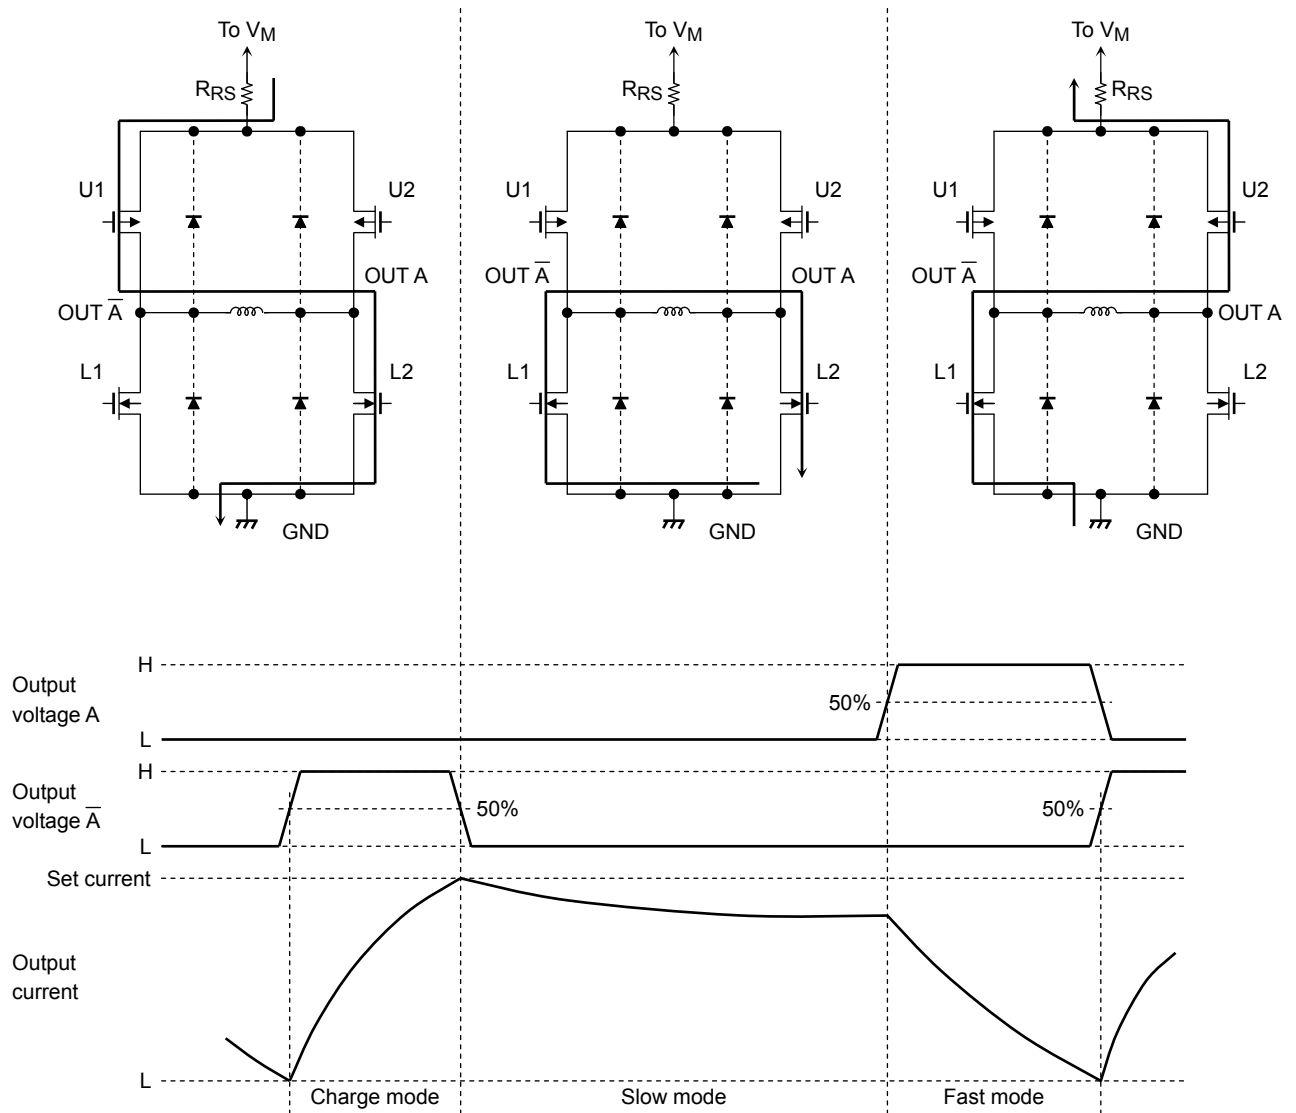 To VM
To VM
To VM
RRS
RRS
RRS
U1
U2
U1
U2
U1
U2
OUT A
OUT A̅
OUT A
OUT A̅
OUT A̅
OUT A
L1
L2
L1
L2
L1
L2
GND
GND
GND
H
Output
voltage A
50%
L
H
Output
voltage A̅
50%
50%
L
Set current
Output
current
L
Charge mode
Slow mode
Fast mode